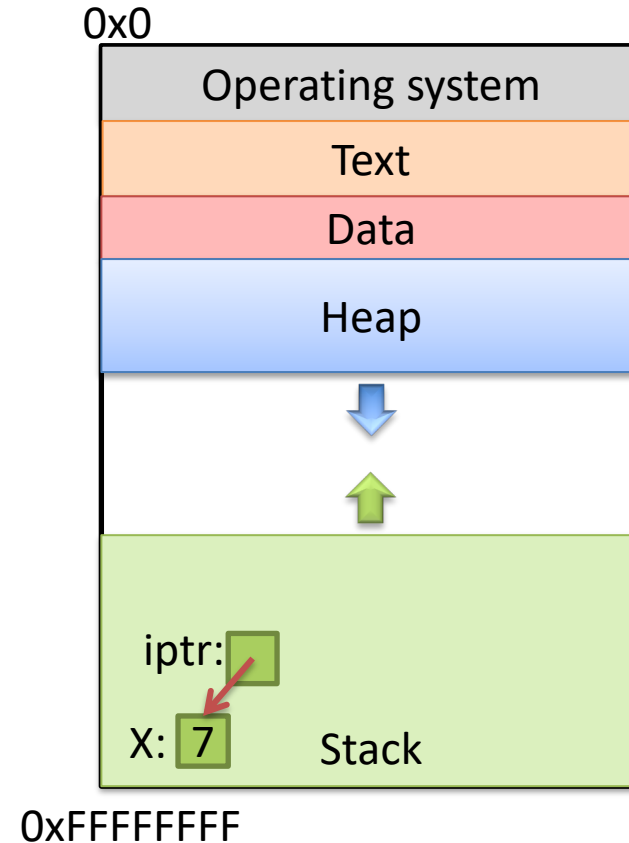 0x0
Operating system
Text
Data
Heap
iptr:
X: 7
Stack
0xFFFFFFFF